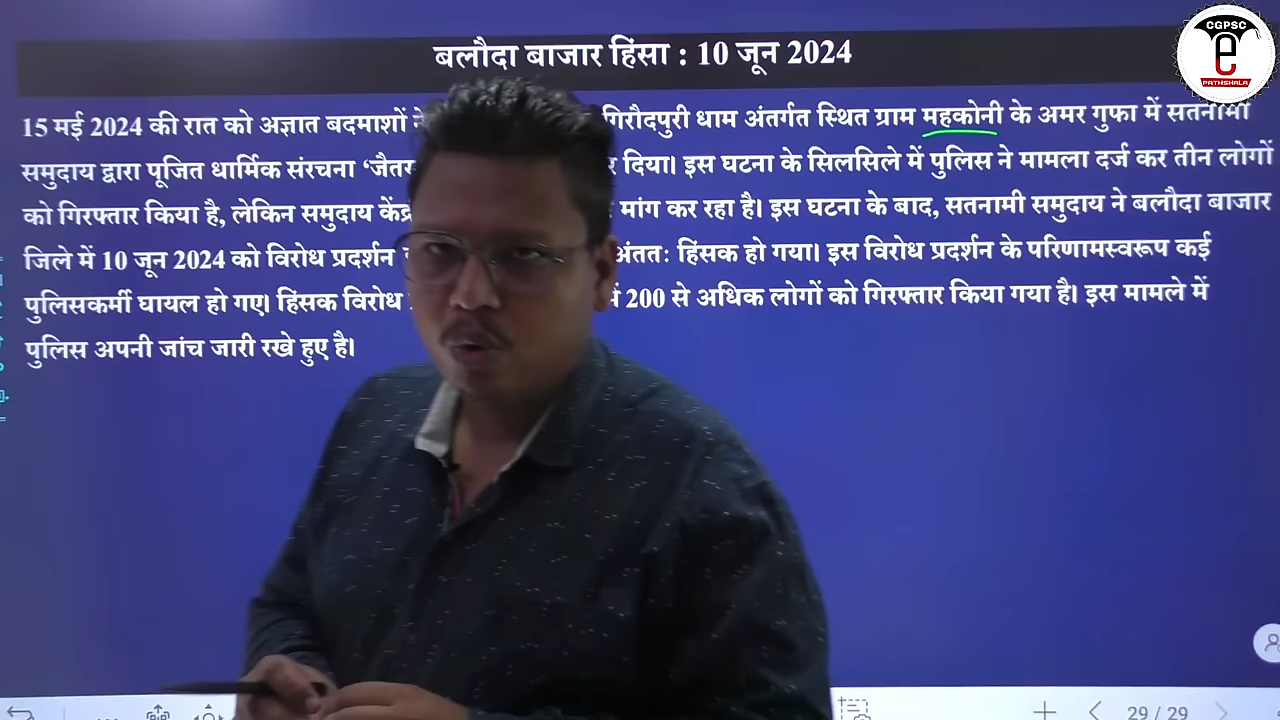 CGPSC
e
PATHSHALA
बलौदा बाजार हिंसा : 10 जून 2024
15 मई 2024 की रात को अज्ञात बदमाशों गिरौदपुरी धाम अंतर्गत स्थित ग्राम महकोनी के अमर गुफा में सतनामी
समुदाय द्वारा पूजित धार्मिक संरचना दिया। इस घटना के सिलसिले में पुलिस ने मामला दर्ज कर तीन लोगों
को गिरफ्तार किया है, लेकिन समुदाय मांग कर रहा है। इस घटना के बाद, सतनामी समुदाय ने बलौदा बाजार
जिले में 10 जून 2024 को विरोध प्रदर्शन अंततः हिंसक हो गया। इस विरोध प्रदर्शन के परिणामस्वरूप कई
पुलिसकर्मी घायल हो गए। हिंसक विरोध 200 से अधिक लोगों को गिरफ्तार किया गया है। इस मामले में
पुलिस अपनी जांच जारी रखे हुए है।
29 / 29